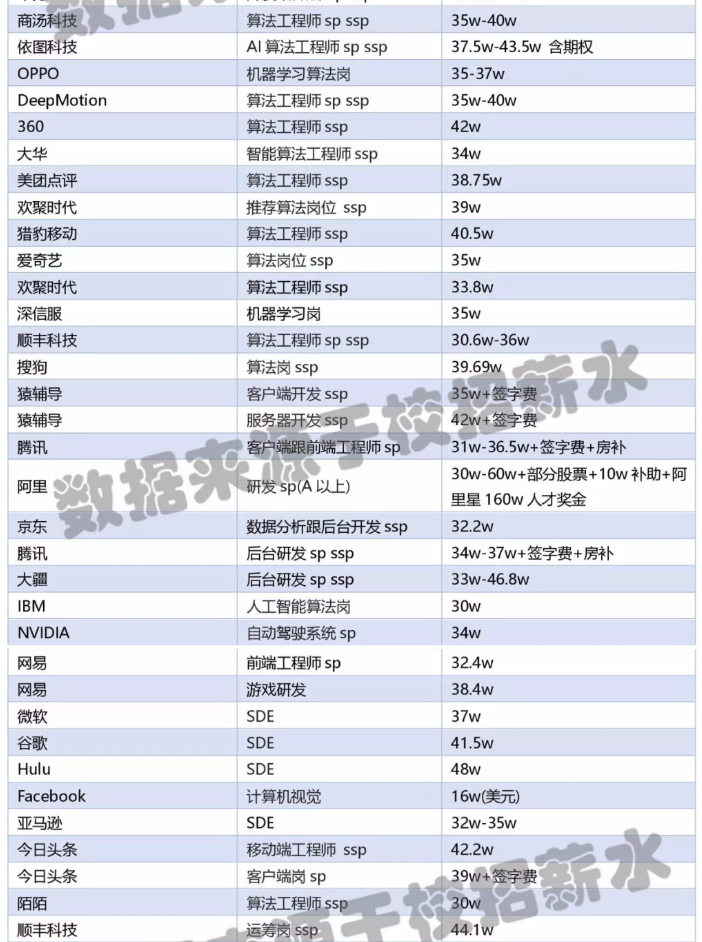 商汤科技 算法工程师 sp ssp 35w-40w
依图科技 AI 算法工程师 sp ssp 37.5w-43.5w 含期权
OPPO 机器学习算法岗 35-37w
DeepMotion 算法工程师 sp ssp 35w-40w
360 算法工程师 ssp 42w
大华 智能算法工程师 ssp 34w
美团点评 算法工程师 ssp 38.75w
欢聚时代 推荐算法岗位 ssp 39w
猎豹移动 算法工程师 ssp 40.5w
爱奇艺 算法岗位 ssp 35w
欢聚时代 算法工程师 ssp 33.8w
深信服 机器学习岗 35w
顺丰科技 算法工程师 sp ssp 30.6w-36w
搜狗 算法岗 ssp 39.69w
猿辅导 客户端开发 ssp 35w+签字费
猿辅导 服务器开发 ssp 42w+签字费
腾讯 客户端跟前端工程师 sp 31w-36.5w+签字费+房补
阿里 研发 sp(A 以上) 30w-60w+部分股票+10w 补助+阿
里星 160w 人才奖金
京东 数据分析跟后台开发 ssp 32.2w
腾讯 后台研发 sp ssp 34w-37w+签字费+房补
大疆 后台研发 sp ssp 33w-46.8w
IBM 人工智能算法岗 30w
NVIDIA 自动驾驶系统 sp 34w
网易 前端工程师 sp 32.4w
网易 游戏研发 38.4w
微软 SDE 37w
谷歌 SDE 41.5w
Hulu SDE 48w
Facebook 计算机视觉 16w(美元)
亚马逊 SDE 32w-35w
今日头条 移动端工程师 ssp 42.2w
今日头条 客户端岗 sp 39w+签字费
陌陌 算法工程师 ssp 30w
顺丰科技 运筹岗 ssp 44.1w
数据来源于校招薪水